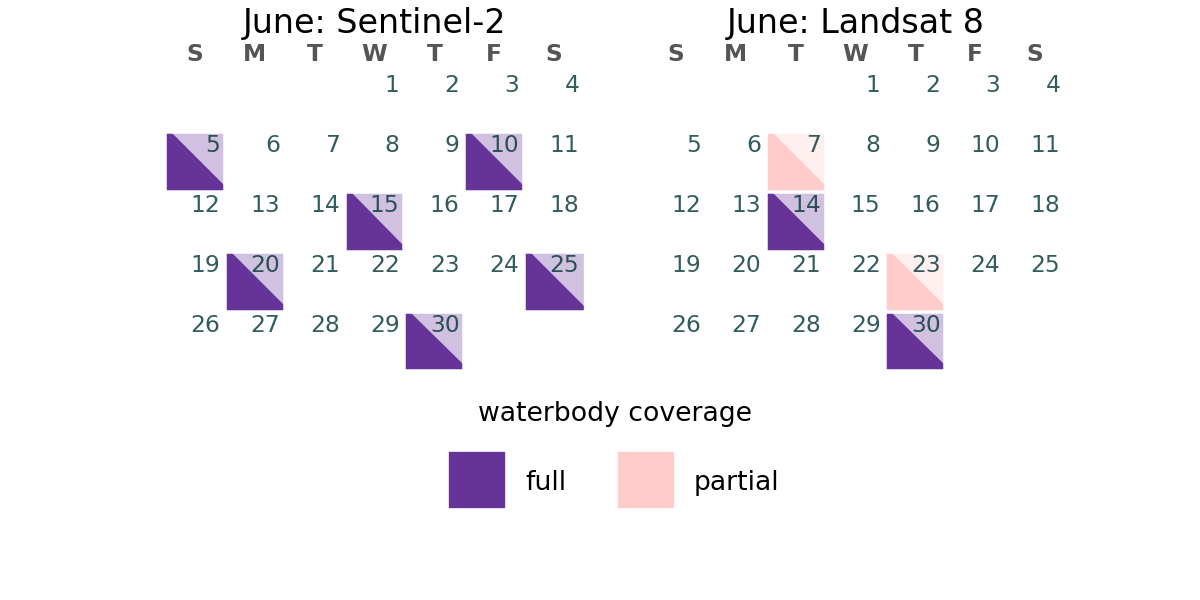 June: Sentinel-2
S M T W T F S
1 2 3 4
5 6 7 8 9 10 11
12 13 14 15 16 17 18
19 20 21 22 23 24 25
26 27 28 29 30
June: Landsat 8
S M T W T F S
1 2 3 4
5 6 7 8 9 10 11
12 13 14 15 16 17 18
19 20 21 22 23 24 25
26 27 28 29 30
waterbody coverage
full
partial